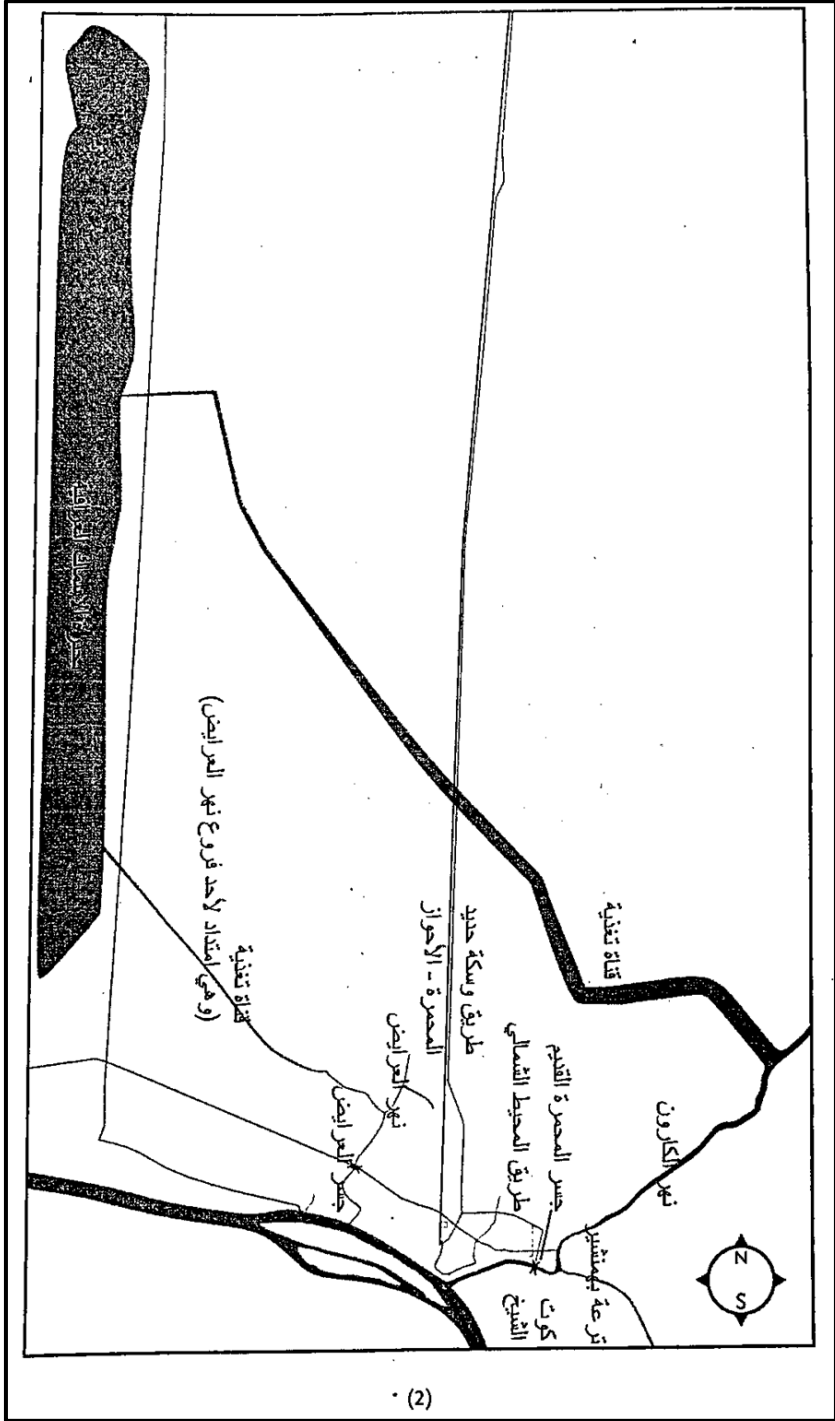 قناة تغذية
نهر الكارون
N
S
ترعة بهمنشير
كوت
الشيخ
جسر المحمرة القديم
طريق المحيط الشمالي
طريق وسكة حديد
المحمرة - الأحواز
نهر العرايض
جسر العرايض
قناة تغذية
(وهي امتداد لأحد فروع نهر العرايض)
(2)